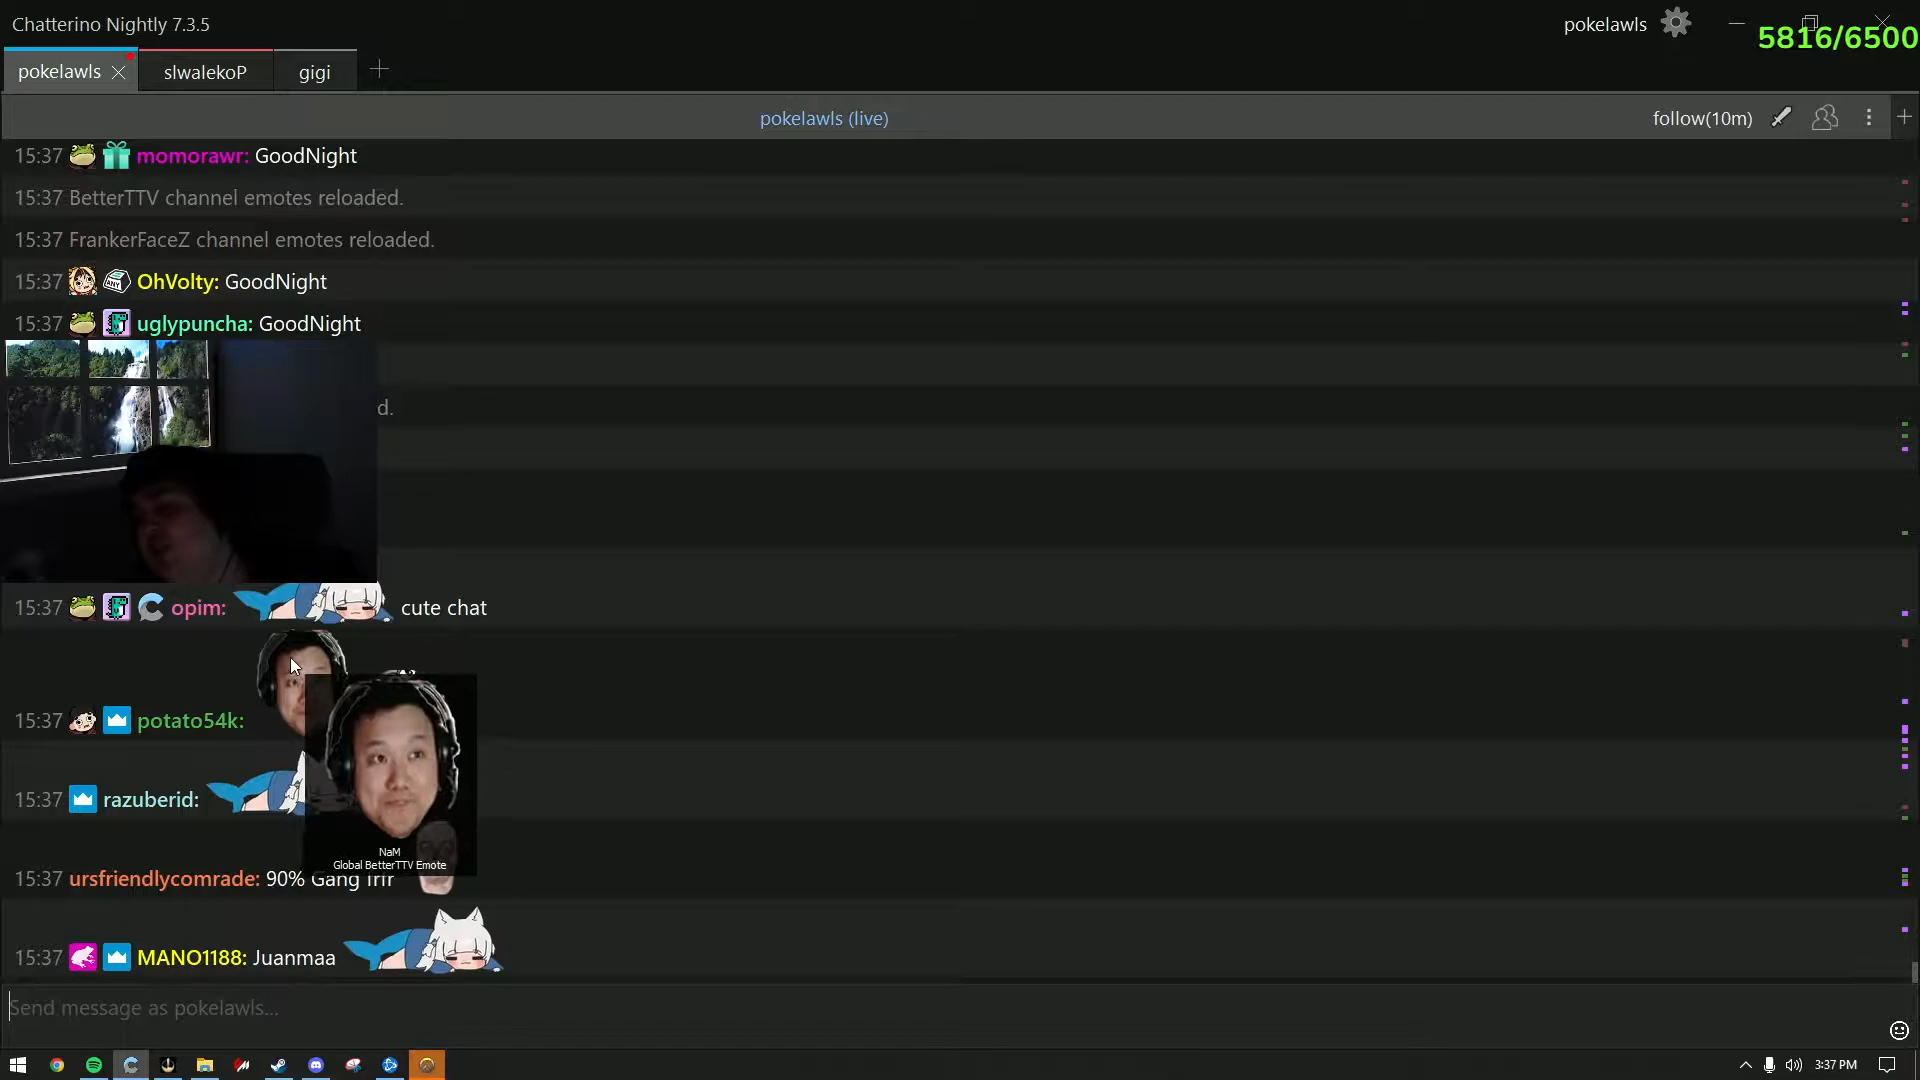 Chatterino Nightly 7.3.5
pokelawls
5816/6500
pokelawls
slwalekoP
gigi
pokelawls (live)
follow(10m)
15:37 momorawr: GoodNight
15:37 BetterTTV channel emotes reloaded.
15:37 FrankerFaceZ channel emotes reloaded.
15:37 OhVolty: GoodNight
15:37 uglypuncha: GoodNight
d.
15:37 opim: cute chat
15:37 potato54k:
15:37 razuberid:
NaM
Global BetterTTV Emote
15:37 ursfriendlycomrade: 90% Gang frfr
15:37 MANO1188: Juanmaa
Send message as pokelawls...
3:37 PM